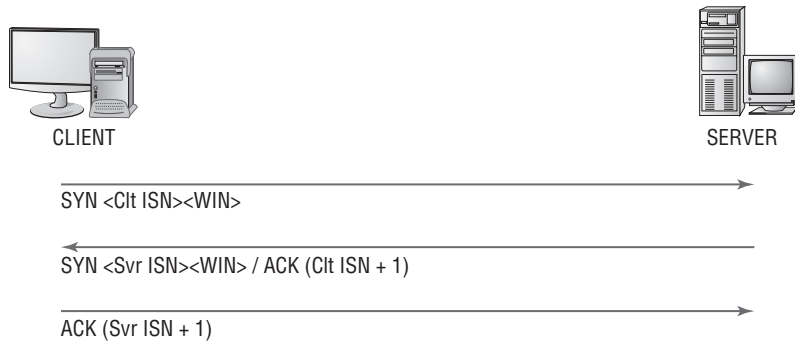 CLIENT
SERVER
SYN <Clt ISN><WIN>
SYN <Svr ISN><WIN> / ACK (Clt ISN + 1)
ACK (Svr ISN + 1)